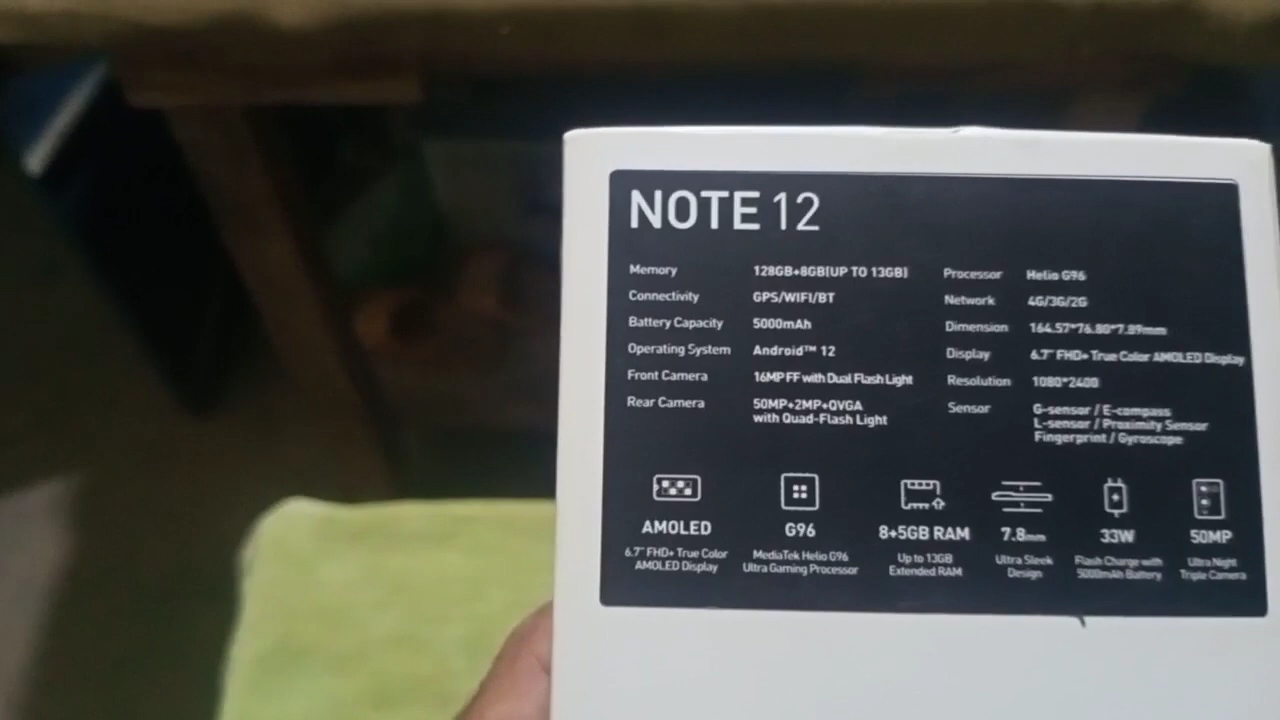 NOTE 12
Memory 128GB+8GB(UP TO 13GB)
Connectivity GPS/WIFI/BT
Battery Capacity 5000mAh
Operating System Android™ 12
Front Camera 16MP FF with Dual Flash Light
Rear Camera 50MP+2MP+QVGA
with Quad-Flash Light
Processor Helio G96
Network 4G/3G/2G
Dimension 164.57*76.80*7.89mm
Display 6.7" FHD+ True Color AMOLED Display
Resolution 1080*2400
Sensor G-sensor / E-compass
L-sensor / Proximity Sensor
Fingerprint / Gyroscope
AMOLED
6.7" FHD+ True Color
AMOLED Display
G96
MediaTek Helio G96
Ultra Gaming Processor
8+5GB RAM
Up to 13GB
Extended RAM
7.8mm
Ultra Sleek
Design
33W
Flash Charge with
5000mAh Battery
50MP
Ultra Night
Triple Camera